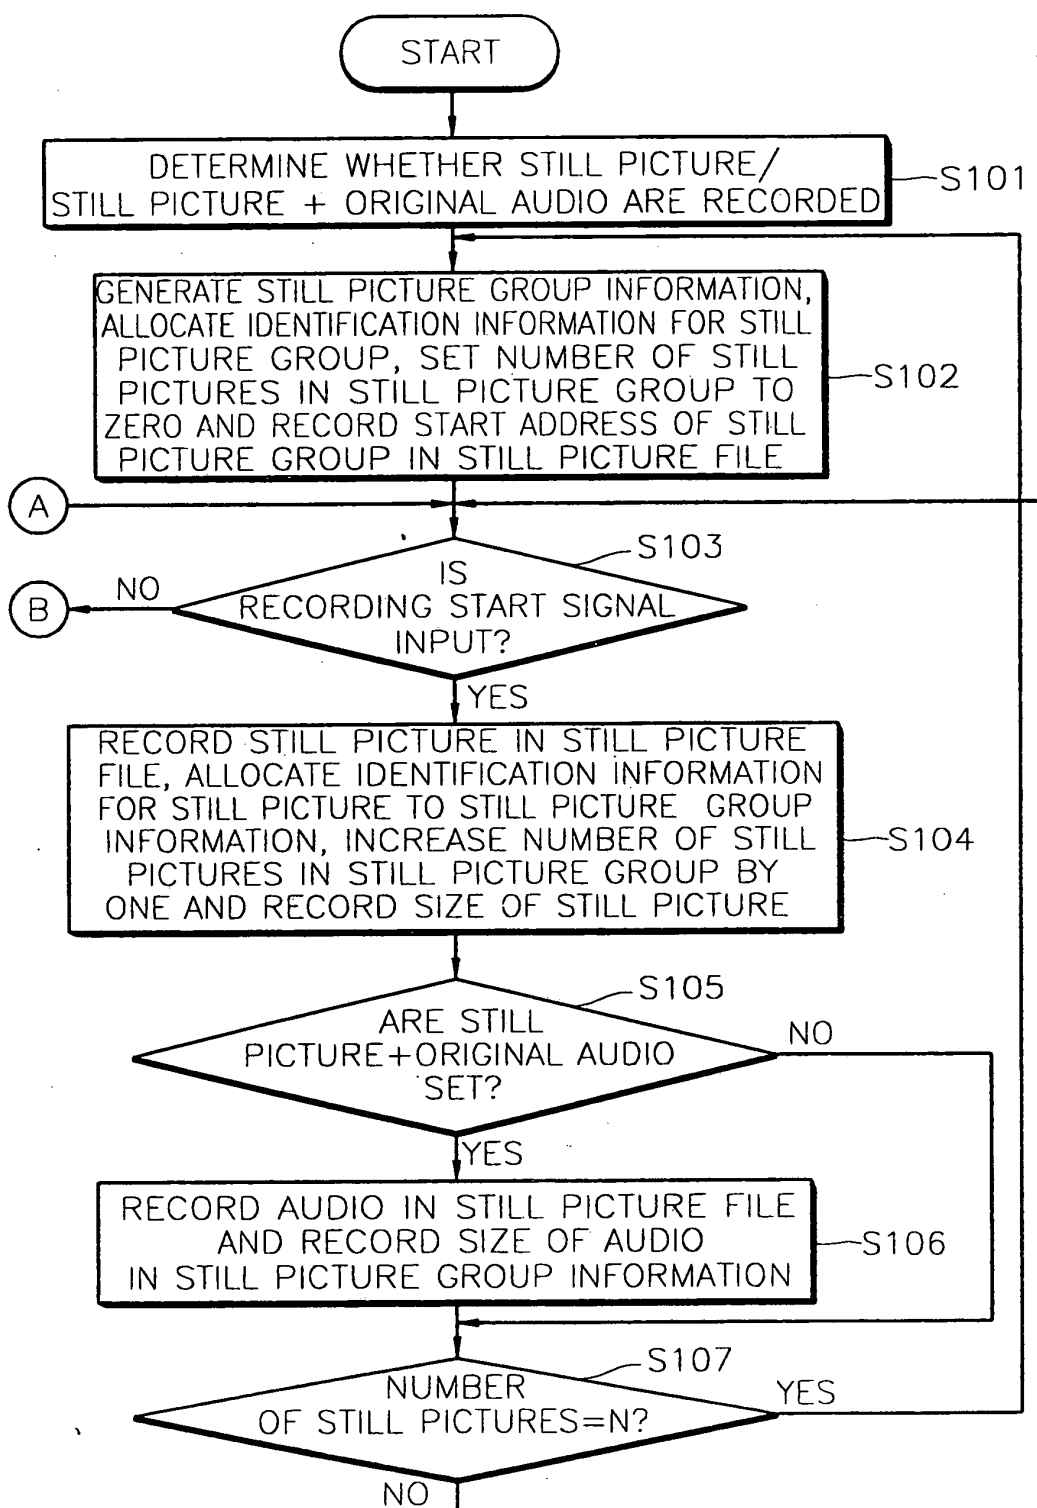 START
DETERMINE WHETHER STILL PICTURE/
STILL PICTURE + ORIGINAL AUDIO ARE RECORDED
S101
GENERATE STILL PICTURE GROUP INFORMATION,
ALLOCATE IDENTIFICATION INFORMATION FOR STILL
PICTURE GROUP, SET NUMBER OF STILL
PICTURES IN STILL PICTURE GROUP TO
ZERO AND RECORD START ADDRESS OF STILL
PICTURE GROUP IN STILL PICTURE FILE
S102
A
S103
IS
RECORDING START SIGNAL
INPUT?
NO
B
YES
RECORD STILL PICTURE IN STILL PICTURE
FILE, ALLOCATE IDENTIFICATION INFORMATION
FOR STILL PICTURE TO STILL PICTURE GROUP
INFORMATION, INCREASE NUMBER OF STILL
PICTURES IN STILL PICTURE GROUP BY
ONE AND RECORD SIZE OF STILL PICTURE
S104
S105
ARE STILL
PICTURE+ORIGINAL AUDIO
SET?
NO
YES
RECORD AUDIO IN STILL PICTURE FILE
AND RECORD SIZE OF AUDIO
IN STILL PICTURE GROUP INFORMATION
S106
S107
NUMBER
OF STILL PICTURES=N?
YES
NO